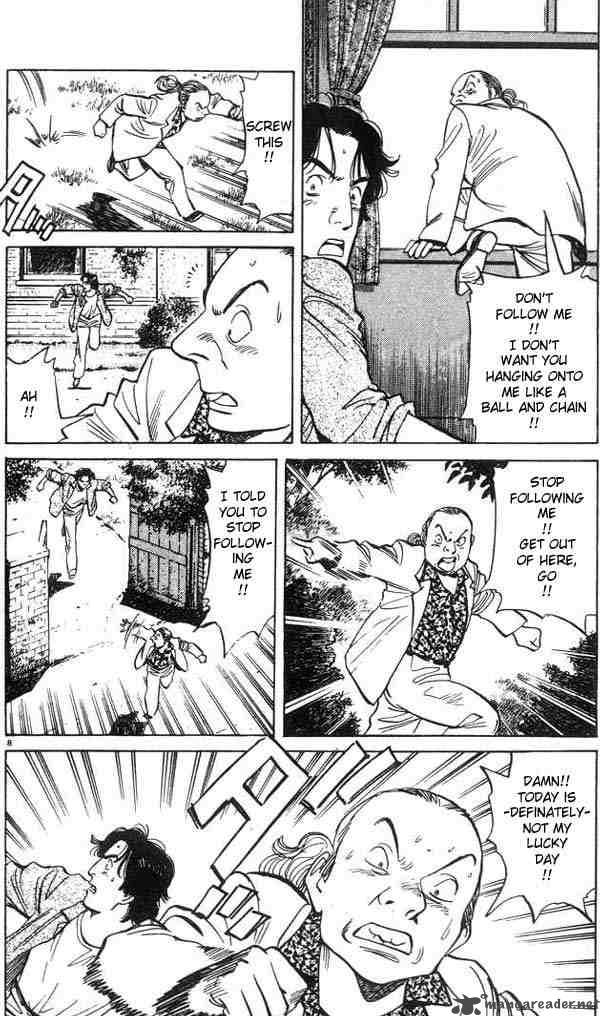 DON'T
FOLLOW ME
!!
I DON'T
WANT YOU
HANGING ONTO
ME LIKE A
BALL AND CHAIN
!!
SCREW
THIS
!!
AH
!!
STOP
FOLLOWING
ME
!!
GET OUT
OF HERE,
GO
!!
I TOLD
YOU TO
STOP
FOLLOW-
ING
ME
!!
8
DAMN!!
TODAY IS
-DEFINATELY-
NOT MY
LUCKY
DAY
!!
mangareader.net